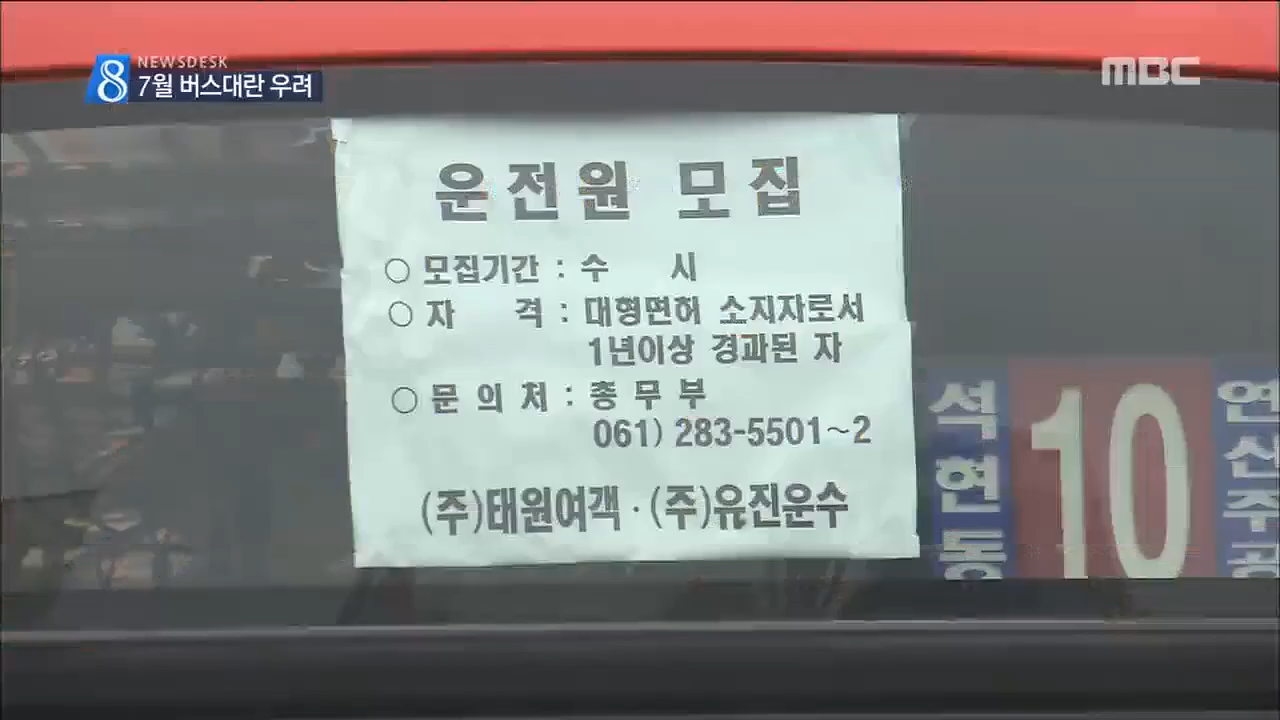 NEWSDESK
8 7월 버스대란 우려
MBC
운전원 모집
○ 모집기간 : 수 시
○ 자 격 : 대형면허 소지자로서
1년이상 경과된 자
○ 문 의 처 : 총 무 부
061) 283-5501~2
(주)태원여객·(주)유진운수
석현동
10
연산주공